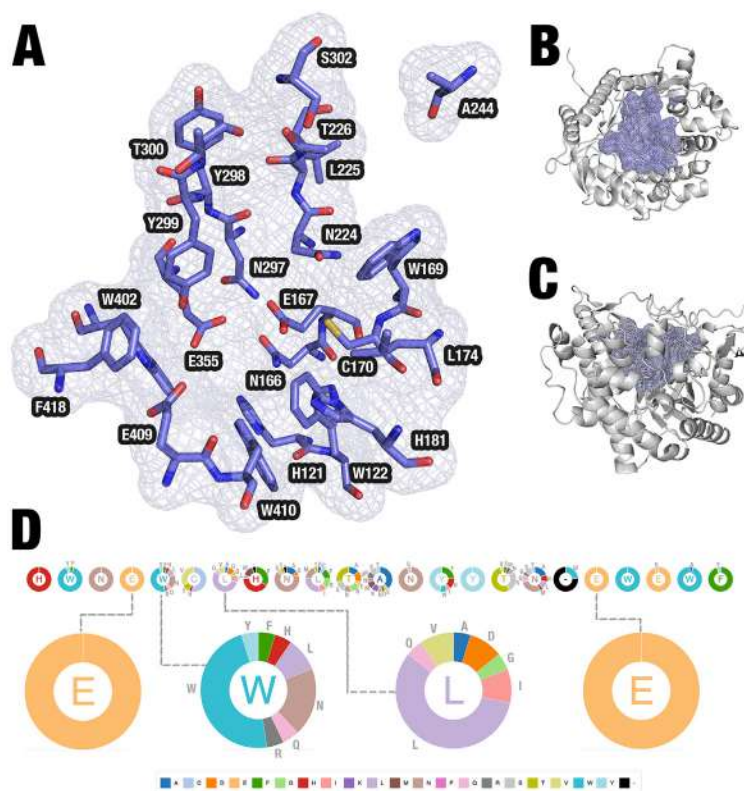 A
B
S302
A244
T226
T300
L225
Y298
Y299
N224
C
N297
W169
W402
E167
E355
C170
L174
N166
F418
E409
H181
H121
W122
W410
D
H W N E W C L H N L T A N Y Y T N - E W E W F
Y F H L N Q R W
Q V A D G I L
E W L E
A C D E F G H I K L M N P Q R S T V W Y -